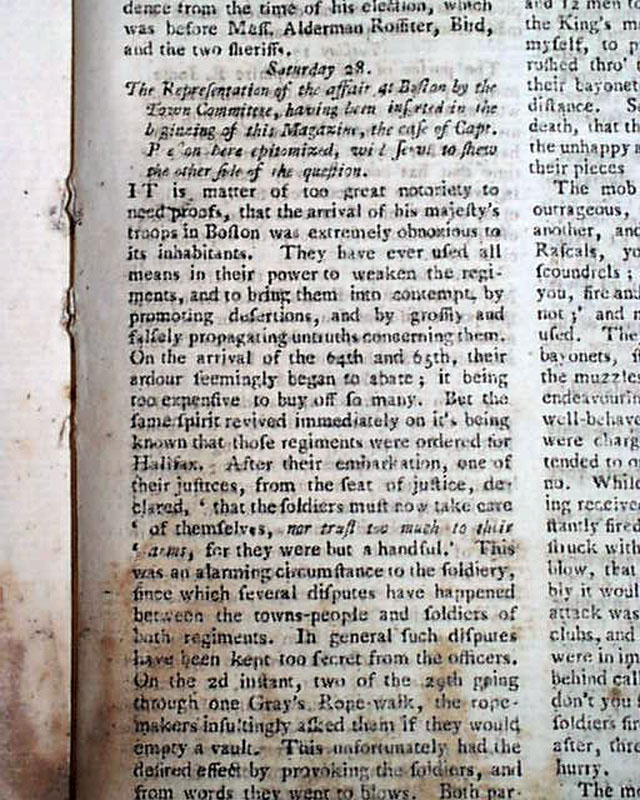 dence from the time of his election, which
was before Mess. Alderman Rossiter, Bird,
and the two sheriffs.
Saturday 28.
The Representation of the affair at Boston by the
Town Committee, having been inserted in the
beginning of this Magazine, the case of Capt.
P e on here epitomized, will serve to shew
the other side of the question.
IT is matter of too great notoriety to
need proofs, that the arrival of his majesty's
troops in Boston was extremely obnoxious to
its inhabitants. They have ever used all
means in their power to weaken the regi-
ments, and to bring them into contempt, by
promoting desertions, and by grossly and
falsely propagating untruths concerning them.
On the arrival of the 64th and 65th, their
ardour seemingly began to abate; it being
too expensive to buy off so many. But the
same spirit revived immediately on it's being
known that those regiments were ordered for
Halifax. After their embarkation, one of
their justices, from the seat of justice, de-
clared, ‘ that the soldiers must now take care
‘ of themselves, nor trust too much to their
‘ arms, for they were but a handful.’ This
was an alarming circumstance to the soldiery,
since which several disputes have happened
between the towns-people and soldiers of
both regiments. In general such disputes
have been kept too secret from the officers.
On the 2d instant, two of the 29th going
through one Gray's Rope-walk, the rope-
makers insultingly asked them if they would
empty a vault. This unfortunately had the
desired effect by provoking the soldiers, and
from words they went to blows. Both par-
and 12 men to
the King's m
myself, to p
rushed thro' t
their bayonet
distance. S
death, that th
the unhappy a
their pieces
The mob
outrageous,
another, and
Rascals, yo
scoundrels;
you, fire and
not;' and m
used. The
bayonets, s
the muzzles
endeavourin
well-behave
were charg
tended to o
no. While
ing receive
stantly fired
struck with
blow, that
bly it woul
attack was
clubs, and
were in im
behind call
don't you f
soldiers fire
after, three
hurry.
The m